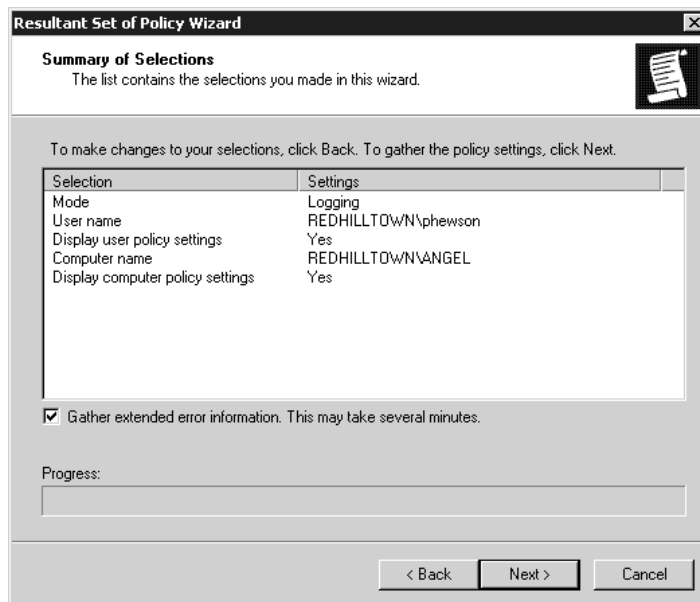 Resultant Set of Policy Wizard
Summary of Selections
The list contains the selections you made in this wizard.
To make changes to your selections, click Back. To gather the policy settings, click Next.
Selection Settings
Mode Logging
User name REDHILLTOWN\phewson
Display user policy settings Yes
Computer name REDHILLTOWN\ANGEL
Display computer policy settings Yes
Gather extended error information. This may take several minutes.
Progress:
< Back Next > Cancel